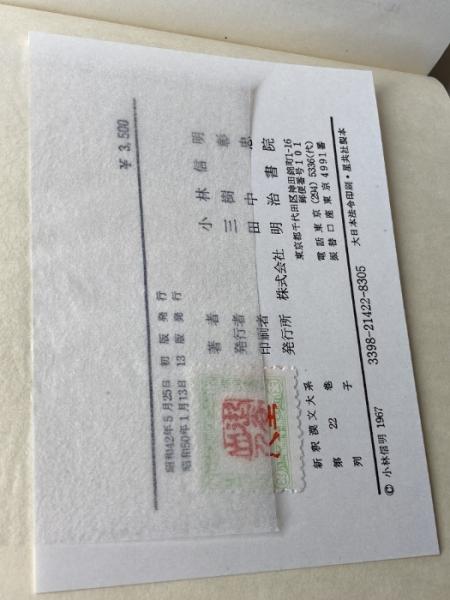 ¥ 3,500
昭和42年5月25日 初版発行
昭和50年1月13日 13版発行
著者 小林信明
発行者 三樹彰
印刷者 田中忠
発行所 株式会社 明治書院
東京都千代田区神田錦町1-16
郵便番号101
電話東京(294)5336(代)
振替口座東京4991番
大日本法令印刷・星共社製本
新釈漢文大系
第22巻
列子
3398-21422-8305
© 小林信明 1967